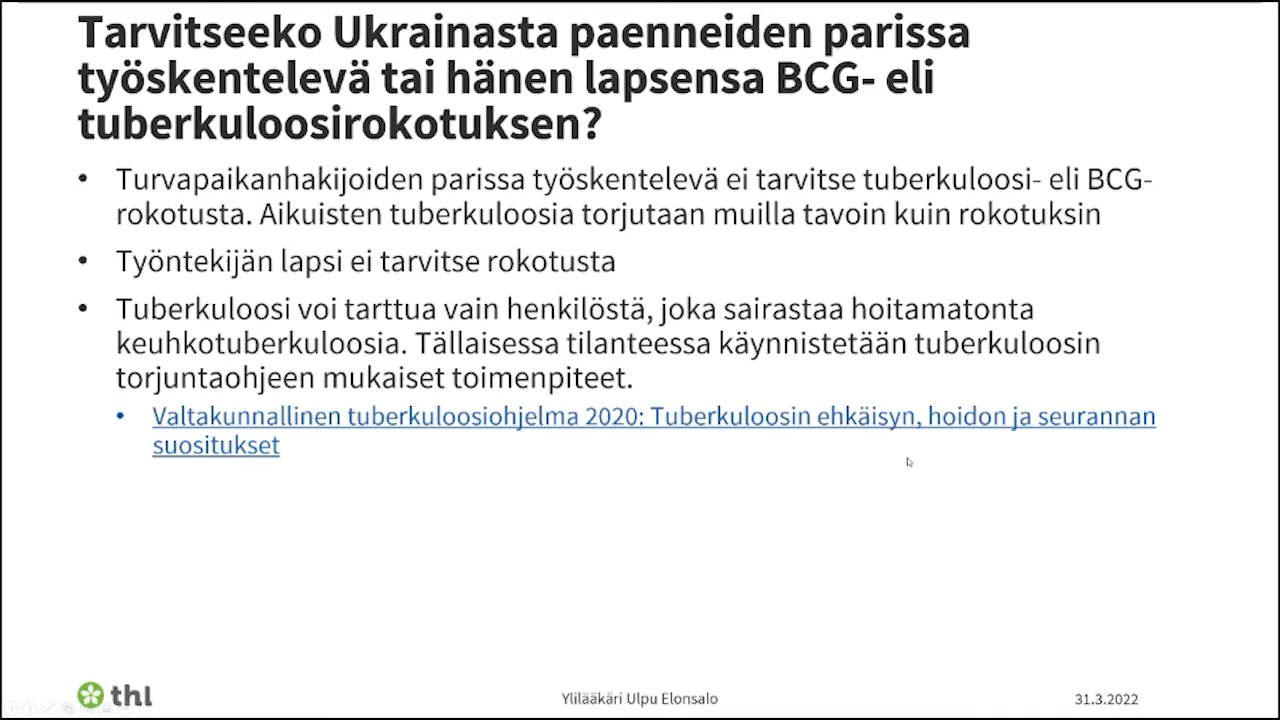 Tarvitseeko Ukrainasta paenneiden parissa
työskentelevä tai hänen lapsensa BCG- eli
tuberkuloosirokotuksen?
• Turvapaikanhakijoiden parissa työskentelevä ei tarvitse tuberkuloosi- eli BCG-
rokotusta. Aikuisten tuberkuloosia torjutaan muilla tavoin kuin rokotuksin
• Työntekijän lapsi ei tarvitse rokotusta
• Tuberkuloosi voi tarttua vain henkilöstä, joka sairastaa hoitamatonta
keuhkotuberkuloosia. Tällaisessa tilanteessa käynnistetään tuberkuloosin
torjuntaohjeen mukaiset toimenpiteet.
• Valtakunnallinen tuberkuloosiohjelma 2020: Tuberkuloosin ehkäisyn, hoidon ja seurannan
suositukset
thl
Ylilääkäri Ulpu Elonsalo
31.3.2022